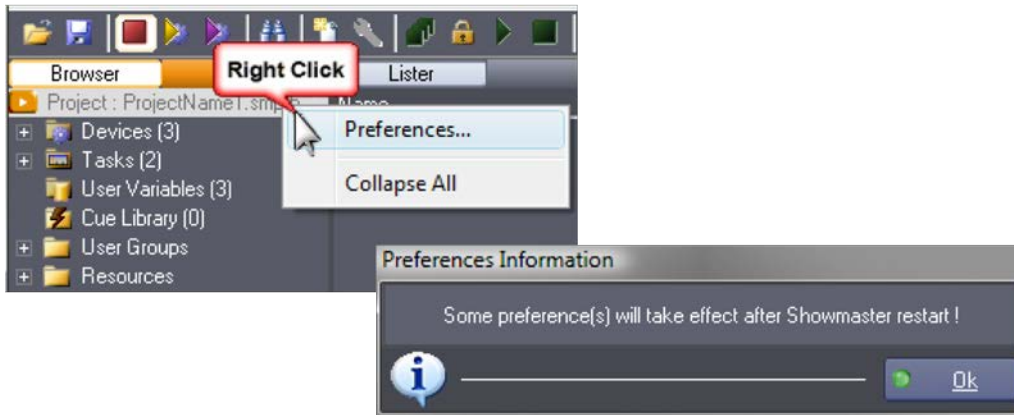 Browser
Right Click
Lister
Project : ProjectName1.sm
Name
Devices (3)
Preferences...
Tasks (2)
User Variables (3)
Collapse All
Cue Library (0)
User Groups
Resources
Preferences Information
Some preference(s) will take effect after Showmaster restart !
Ok